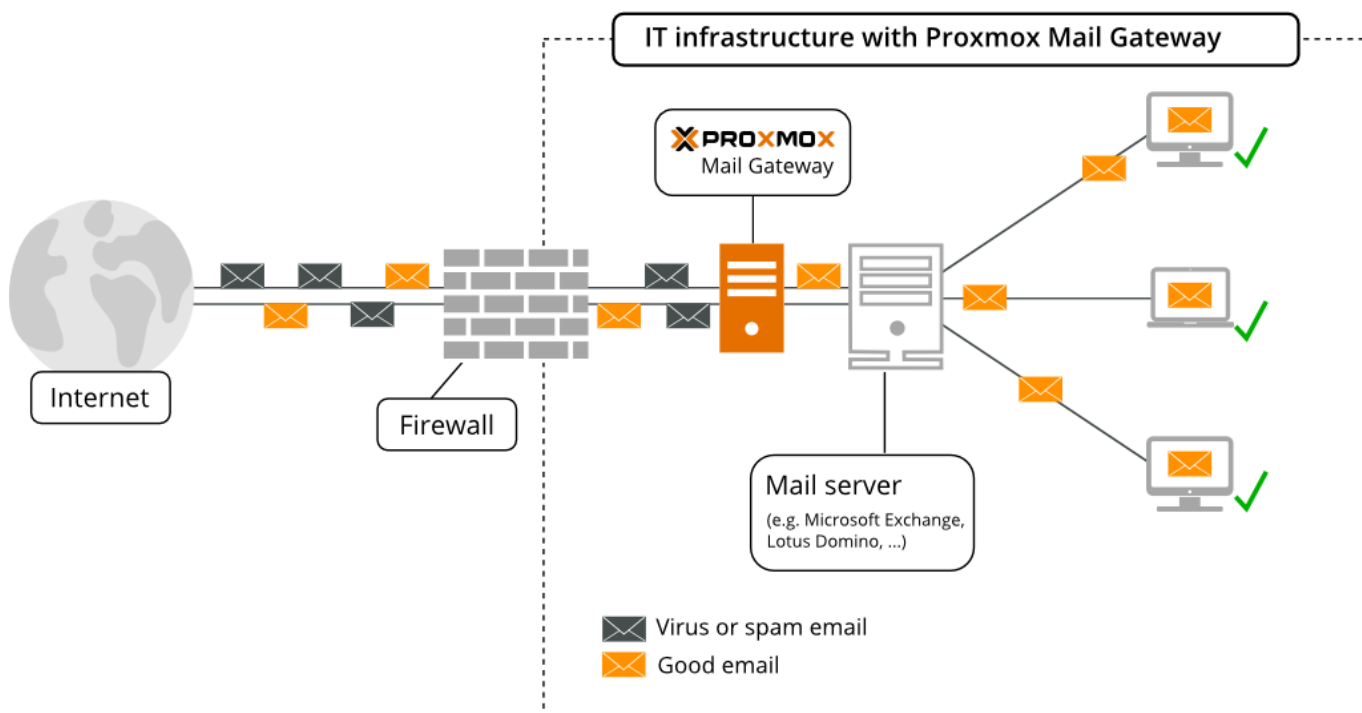 IT infrastructure with Proxmox Mail Gateway
PROXMOX
Mail Gateway
Internet
Firewall
Mail server
(e.g. Microsoft Exchange,
Lotus Domino, ...)
Virus or spam email
Good email